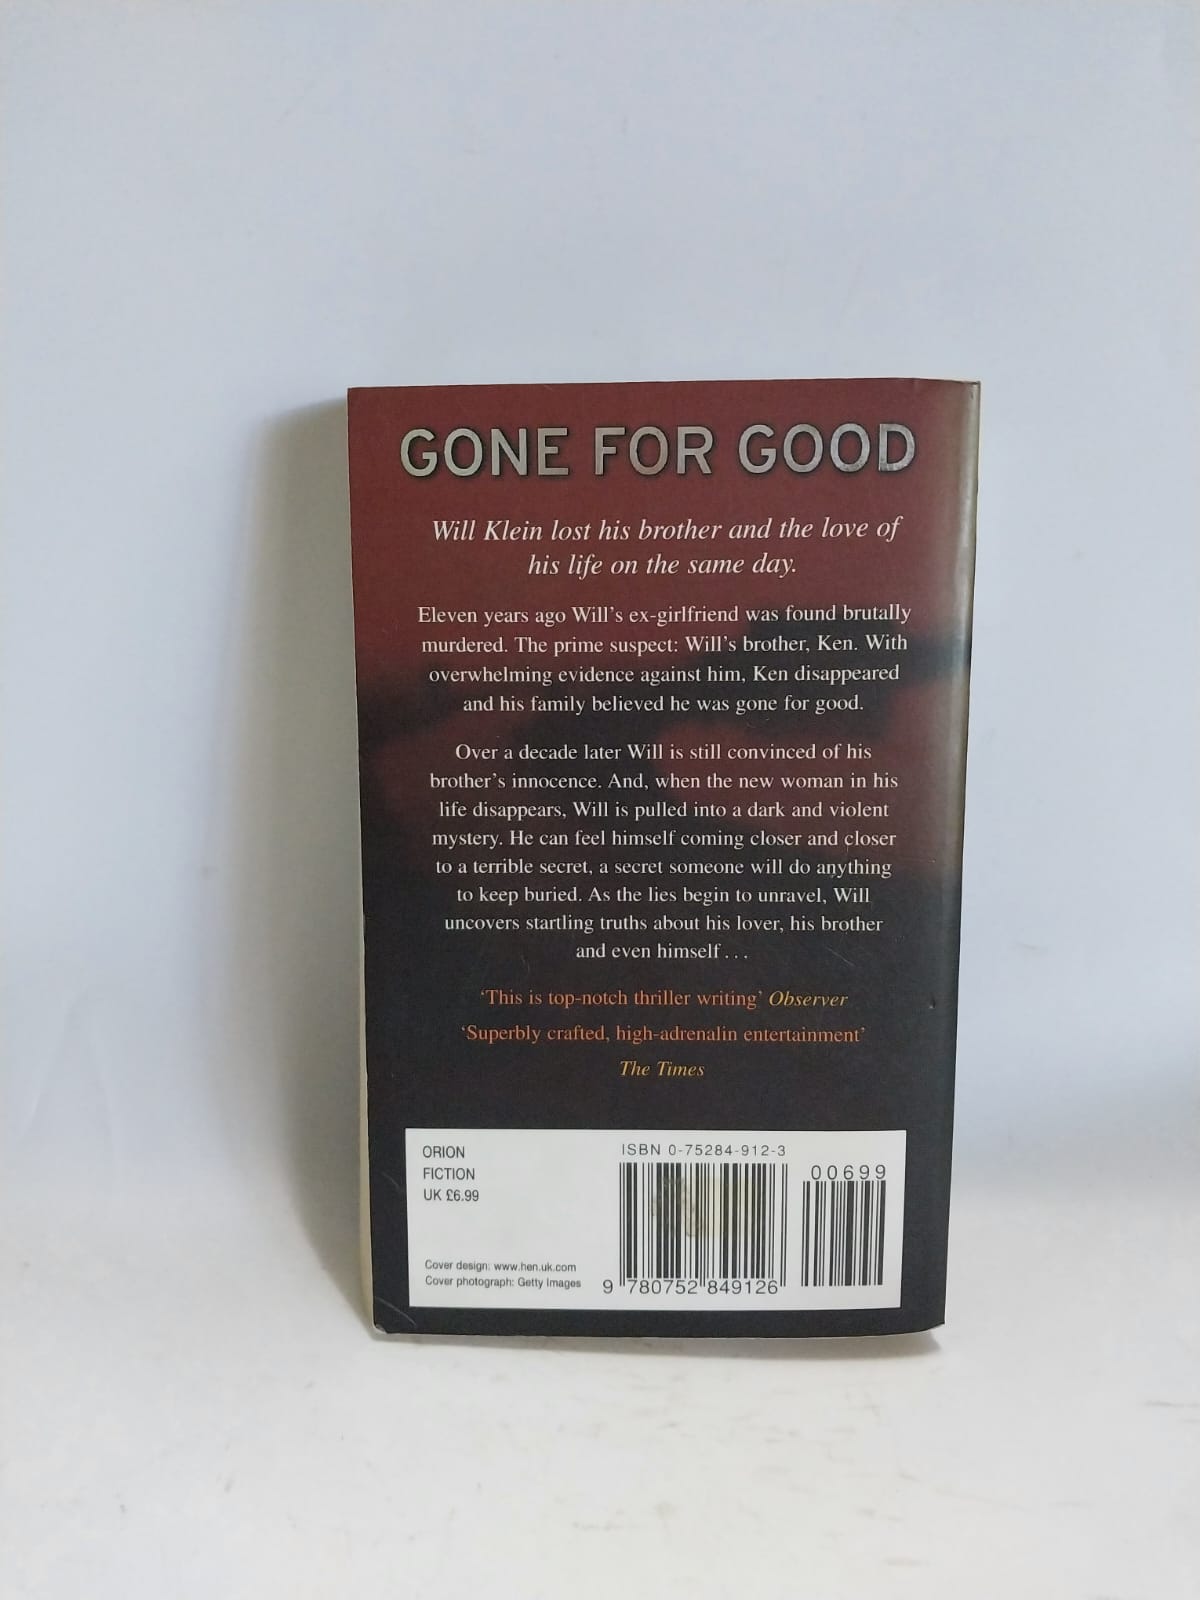 GONE FOR GOOD
Will Klein lost his brother and the love of
his life on the same day.
Eleven years ago Will's ex-girlfriend was found brutally
murdered. The prime suspect: Will's brother, Ken. With
overwhelming evidence against him, Ken disappeared
and his family believed he was gone for good.
Over a decade later Will is still convinced of his
brother's innocence. And, when the new woman in his
life disappears, Will is pulled into a dark and violent
mystery. He can feel himself coming closer and closer
to a terrible secret, a secret someone will do anything
to keep buried. As the lies begin to unravel, Will
uncovers startling truths about his lover, his brother
and even himself . . .
'This is top-notch thriller writing' Observer
'Superbly crafted, high-adrenalin entertainment'
The Times
ORION
FICTION
UK £6.99
Cover design: www.hen.uk.com
Cover photograph: Getty Images
ISBN 0-75284-912-3
00699
9 780752 849126